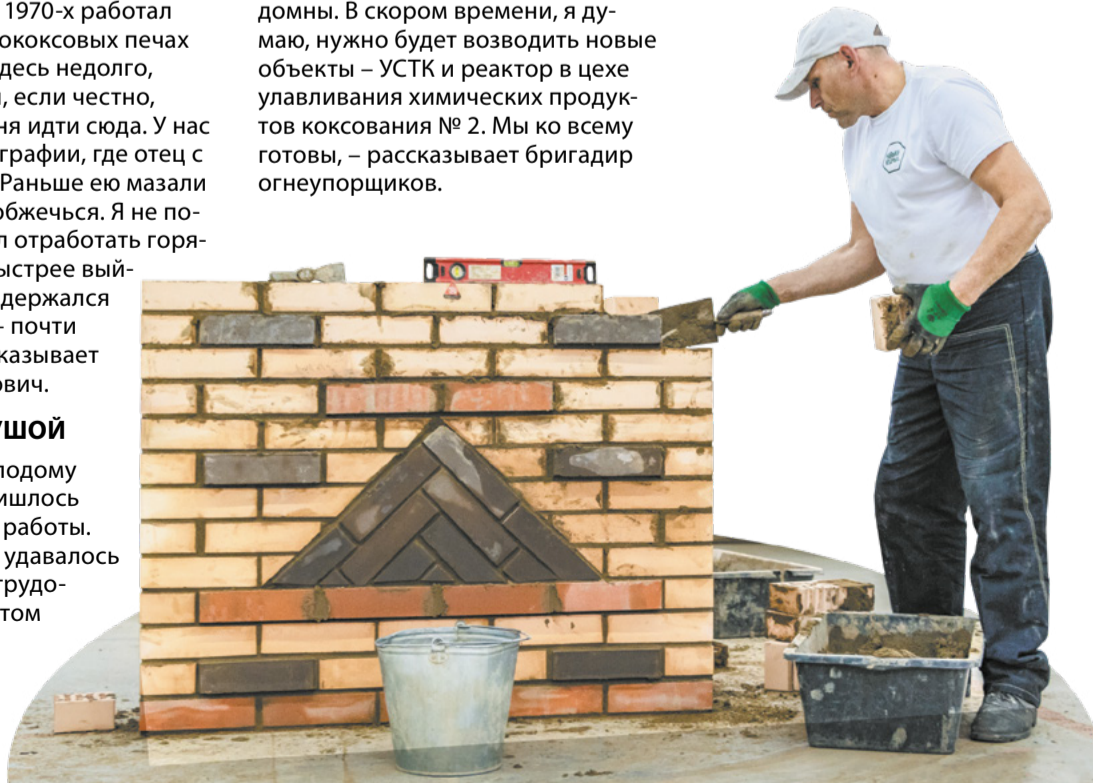 1970-х работал
ококсовых печах
десь недолго,
, если честно,
ня идти сюда. У нас
графии, где отец с
Раньше ею мазали
обжечься. Я не по-
л отработать горя-
ыстрее вый-
держался
– почти
казывает
ович.
УШОЙ
лодому
ишлось
работы.
удавалось
трудо-
том
домны. В скором времени, я ду-
маю, нужно будет возводить новые
объекты – УСТК и реактор в цехе
улавливания химических продук-
тов коксования № 2. Мы ко всему
готовы, – рассказывает бригадир
огнеупорщиков.